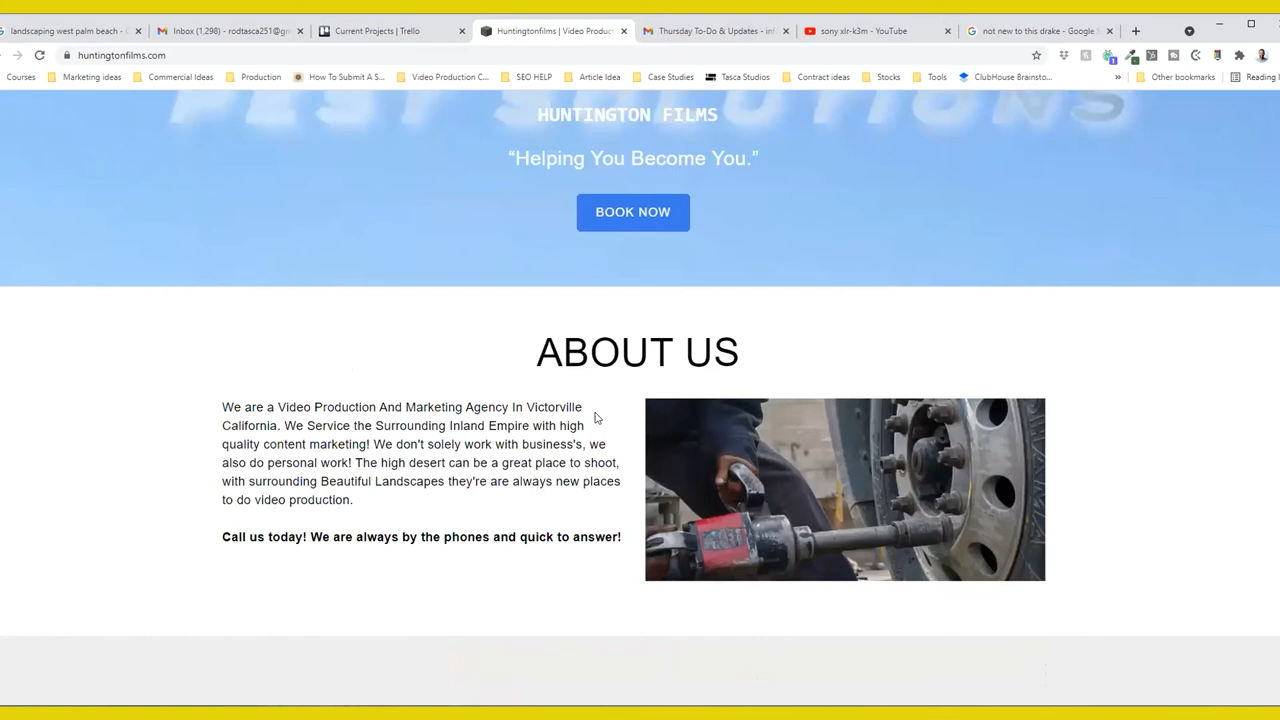 landscaping west palm beach -
Inbox (1,298) - rodtasca251@gm
Current Projects | Trello
Huntingtonfilms | Video Produc
Thursday To-Do & Updates - inf
sony xlr-k3m - YouTube
not new to this drake - Google S
huntingtonfilms.com
Courses
Marketing ideas
Commercial Ideas
Production
How To Submit A S...
Video Production C...
SEO HELP
Article Idea
Case Studies
Tasca Studios
Contract ideas
Stocks
Tools
ClubHouse Brainsto...
»
Other bookmarks
Reading l
PEST SOLUTIONS
HUNTINGTON FILMS
“Helping You Become You.”
BOOK NOW
ABOUT US
We are a Video Production And Marketing Agency In Victorville
California. We Service the Surrounding Inland Empire with high
quality content marketing! We don't solely work with business's, we
also do personal work! The high desert can be a great place to shoot,
with surrounding Beautiful Landscapes they're are always new places
to do video production.
Call us today! We are always by the phones and quick to answer!